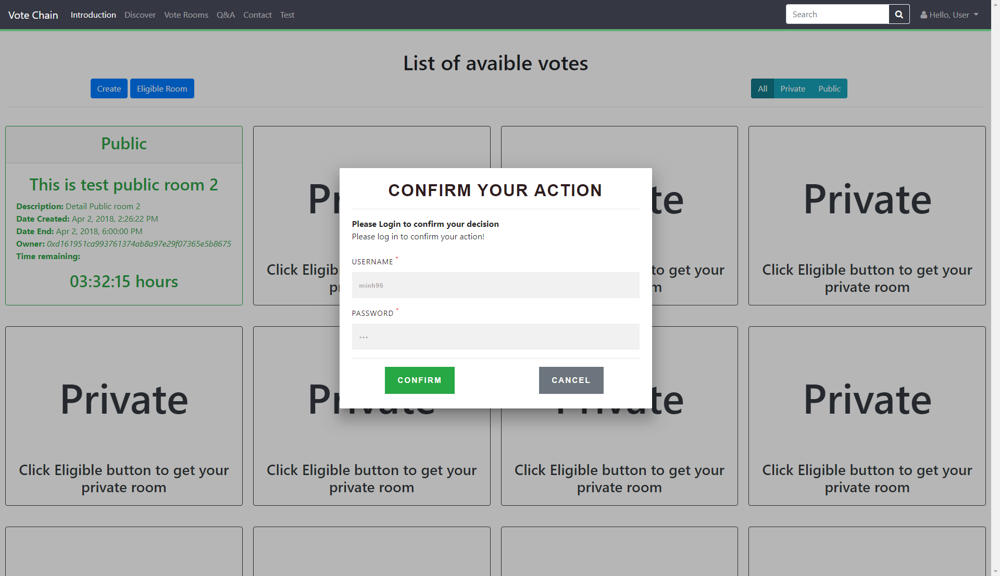 Vote Chain Introduction Discover Vote Rooms Q&A Contact Test Search Hello, User
List of avaible votes
Create Eligible Room All Private Public
Public
This is test public room 2
Description: Detail Public room 2
Date Created: Apr 2, 2018, 2:26:22 PM
Date End: Apr 2, 2018, 6:00:00 PM
Owner: 0xd161951ca993761374ab8a97e29f07365e5b8675
Time remaining:
03:32:15 hours
Click Eligib
to get your
Private
Click Eligible button to get your
private room
CONFIRM YOUR ACTION
Please Login to confirm your decision
Please log in to confirm your action!
USERNAME *
minh96
PASSWORD *
•••
CONFIRM CANCEL
Private
Click Eligible button to get your
private room
Private
Click Eligible button to get your
private room
Private
Click Eligible button to get your
private room
Private
Click Eligible button to get your
private room